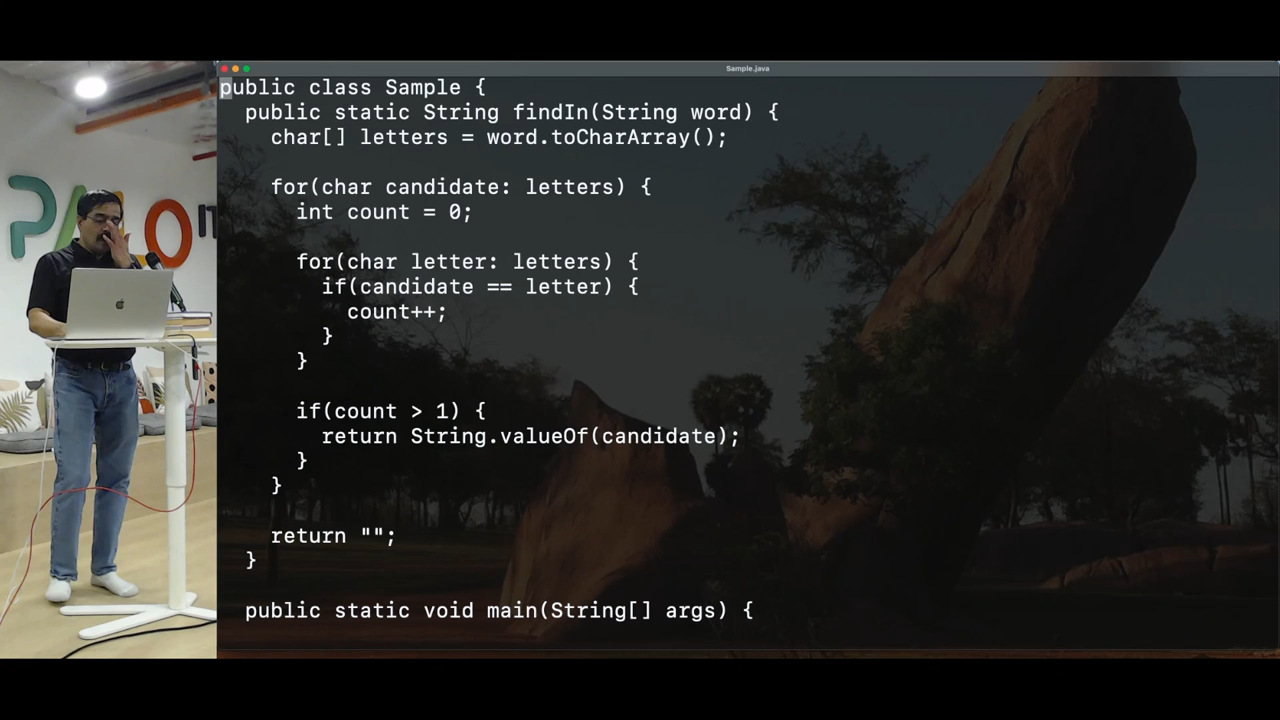 PALO IT
Sample.java
public class Sample {
public static String findIn(String word) {
char[] letters = word.toCharArray();
for(char candidate: letters) {
int count = 0;
for(char letter: letters) {
if(candidate == letter) {
count++;
}
}
if(count > 1) {
return String.valueOf(candidate);
}
}
return "";
}
public static void main(String[] args) {